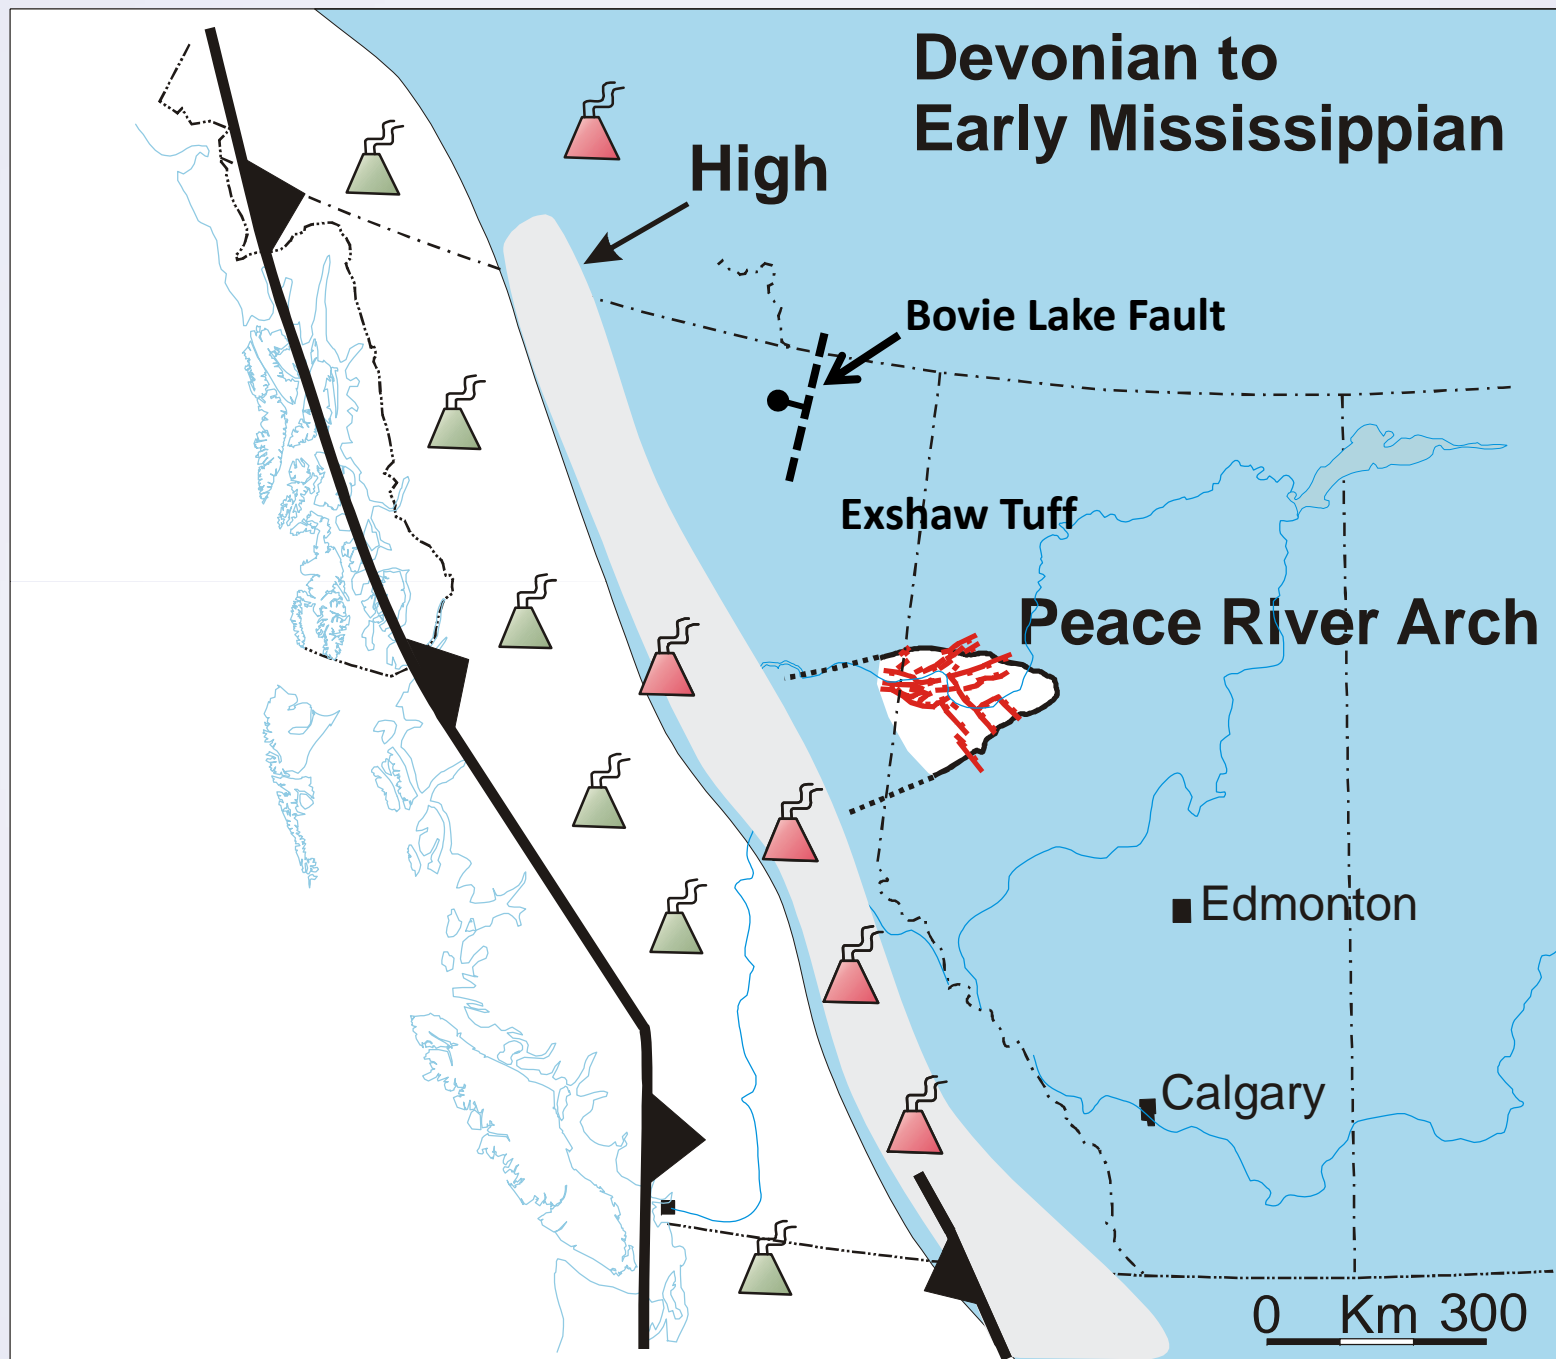 Devonian to
Early Mississippian
High
Bovie Lake Fault
Exshaw Tuff
Peace River Arch
Edmonton
Calgary
0 Km 300